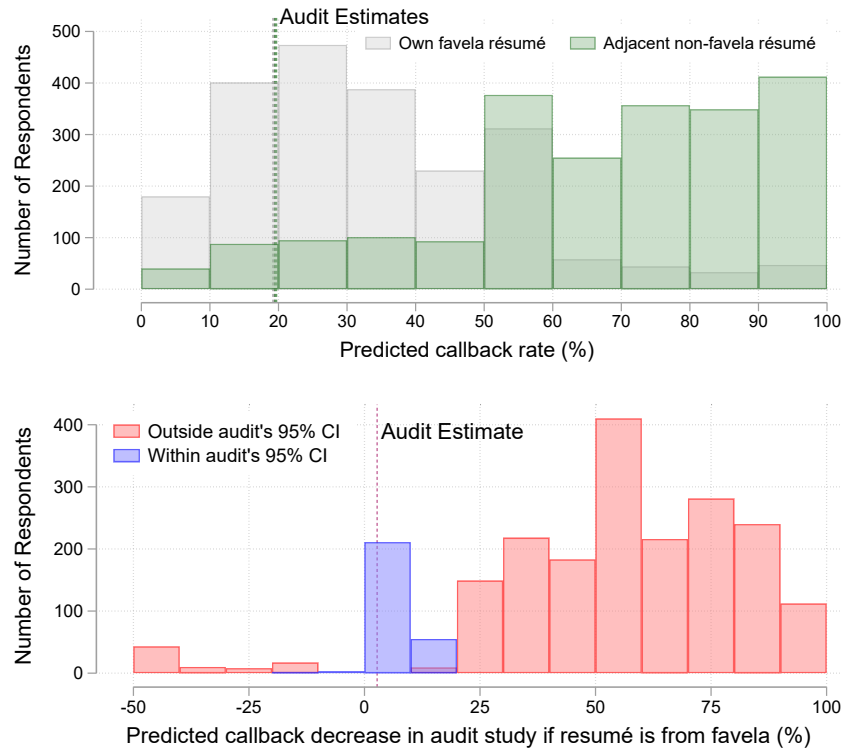 Audit Estimates
Own favela résumé
Adjacent non-favela résumé
Number of Respondents
500
400
300
200
100
0
0 10 20 30 40 50 60 70 80 90 100
Predicted callback rate (%)
Outside audit's 95% CI
Within audit's 95% CI
Audit Estimate
Number of Respondents
400
300
200
100
0
-50 -25 0 25 50 75 100
Predicted callback decrease in audit study if resumé is from favela (%)